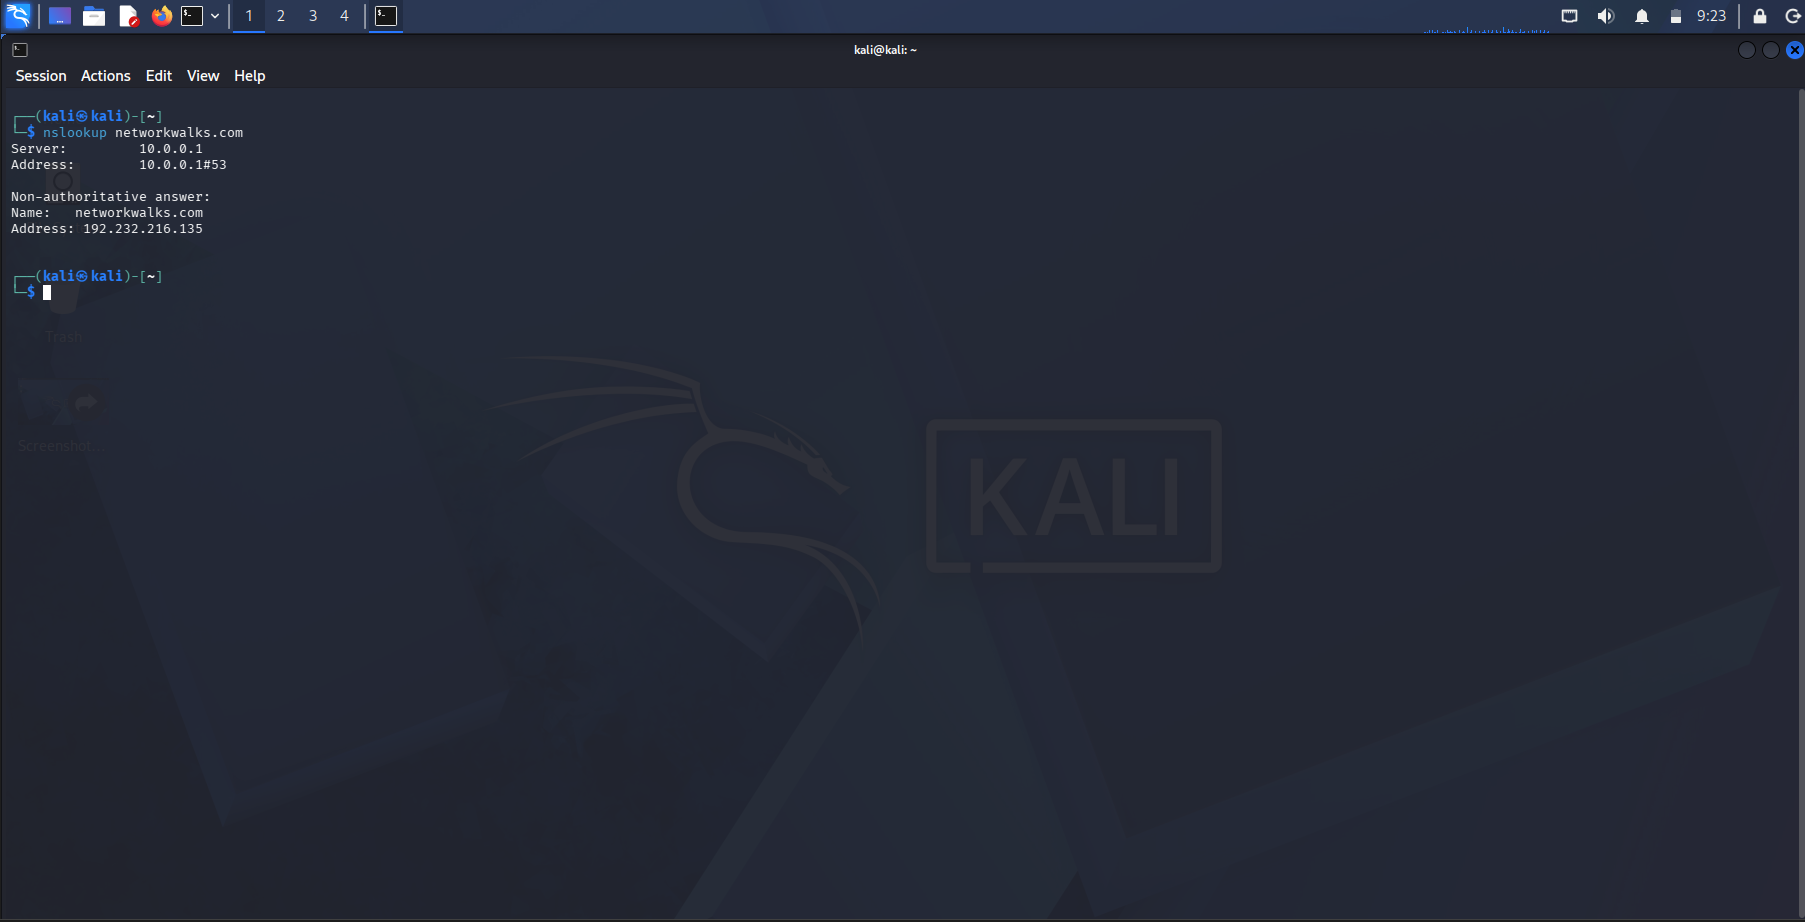 1 2 3 4 9:23
kali@kali: ~
Session Actions Edit View Help
┌──(kali㉿kali)-[~]
└─$ nslookup networkwalks.com
Server: 10.0.0.1
Address: 10.0.0.1#53
Non-authoritative answer:
Name: networkwalks.com
Address: 192.232.216.135
┌──(kali㉿kali)-[~]
└─$
Trash
Screenshot...
KALI